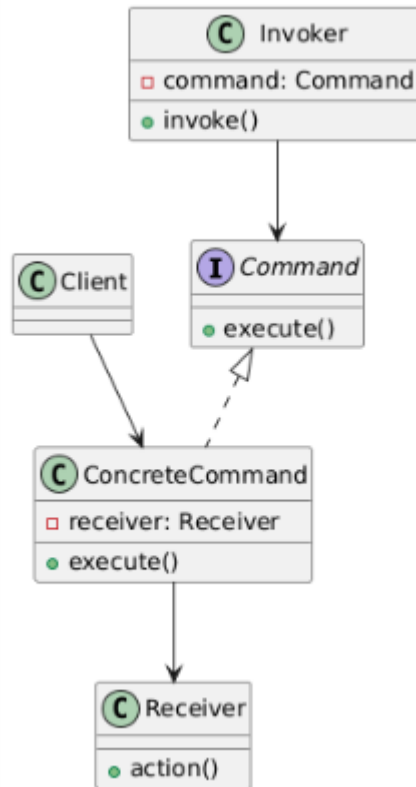 C Invoker
command: Command
invoke()
C Client
I Command
execute()
C ConcreteCommand
receiver: Receiver
execute()
C Receiver
action()